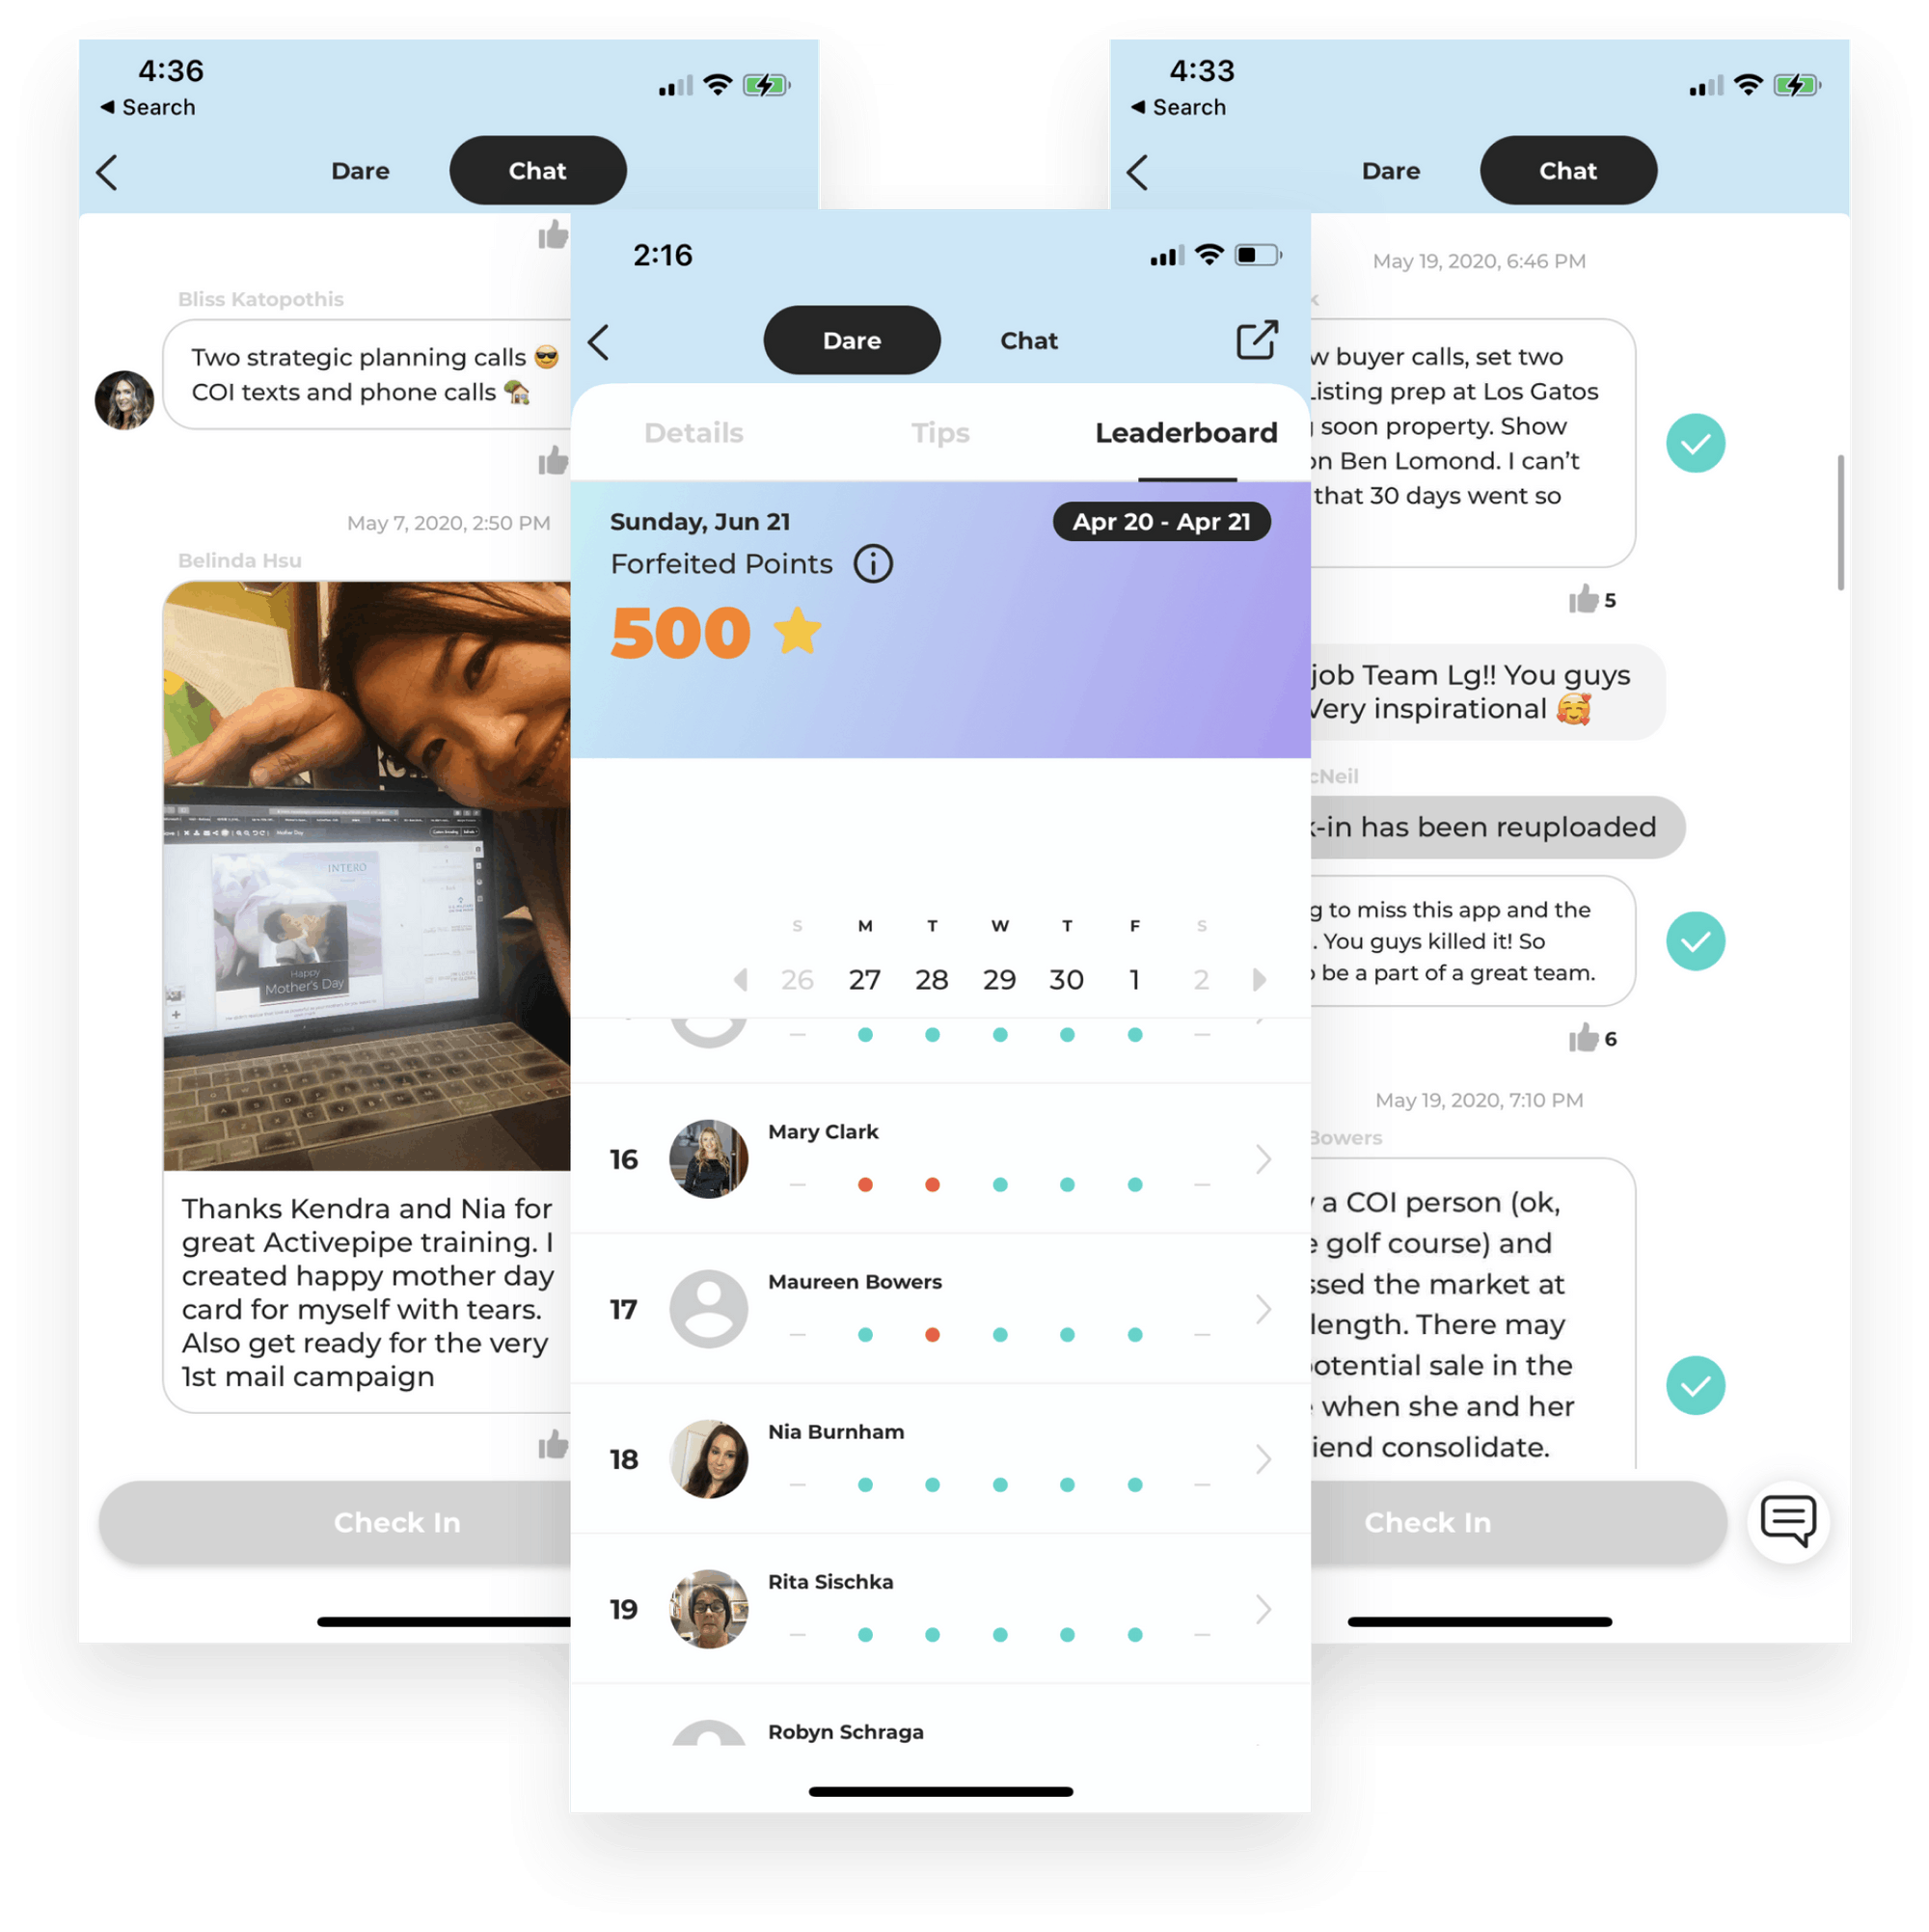 4:36
Search
Dare
Chat
Bliss Katopothis
Two strategic planning calls 😎
COI texts and phone calls 🏡
May 7, 2020, 2:50 PM
Belinda Hsu
Mother Day
INTERO
Happy
Mother's Day
Thanks Kendra and Nia for
great Activepipe training. I
created happy mother day
card for myself with tears.
Also get ready for the very
1st mail campaign
Check In
2:16
Dare
Chat
Details
Tips
Leaderboard
Sunday, Jun 21
Apr 20 - Apr 21
Forfeited Points
500
S M T W T F S
26 27 28 29 30 1 2
16
Mary Clark
17
Maureen Bowers
18
Nia Burnham
19
Rita Sischka
Robyn Schraga
4:33
Search
Dare
Chat
May 19, 2020, 6:46 PM
buyer calls, set two
isting prep at Los Gatos
soon property. Show
on Ben Lomond. I can't
that 30 days went so
5
job Team Lg!! You guys
Very inspirational 🥰
cNeil
k-in has been reuploaded
g to miss this app and the
. You guys killed it! So
be a part of a great team.
6
May 19, 2020, 7:10 PM
Bowers
a COI person (ok,
golf course) and
ssed the market at
length. There may
otential sale in the
when she and her
iend consolidate.
Check In